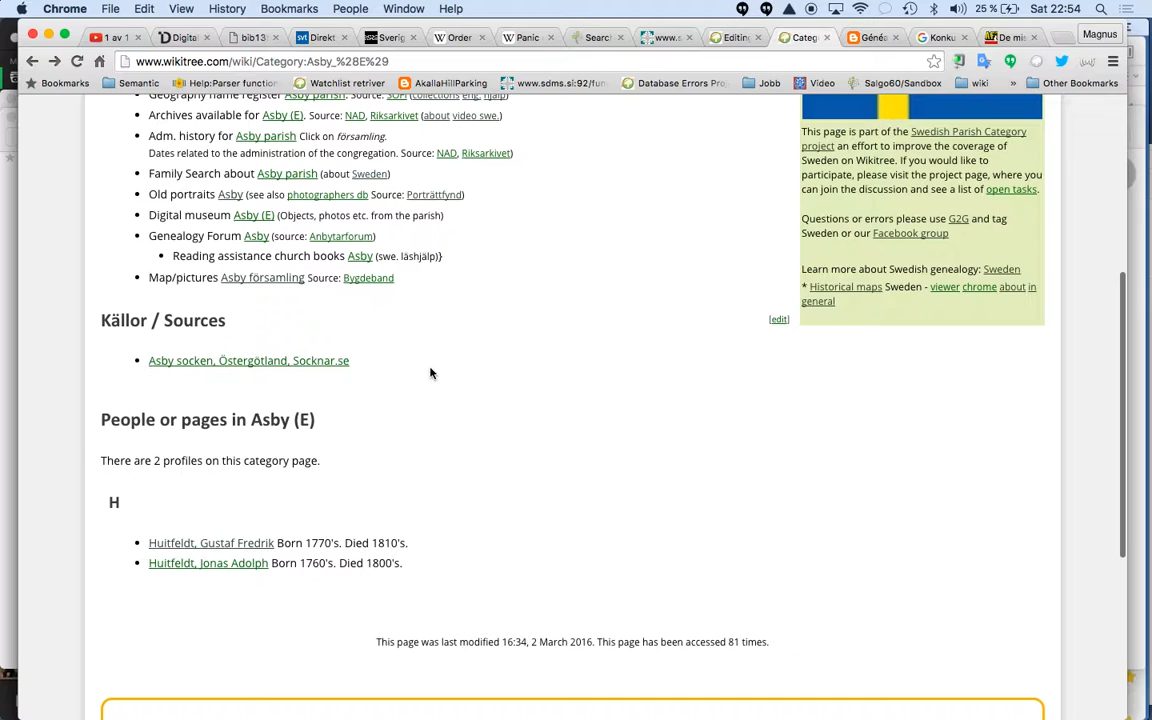 Chrome File Edit View History Bookmarks People Window Help 25 % Sat 22:54
1 av 1 Digital bib13 Direkt Sverig Order Panic Search www.s Editing Categ Généa Konku De mis Magnus
www.wikitree.com/wiki/Category:Asby_%28E%29
Bookmarks Semantic Help:Parser function Watchlist retriver AkallaHillParking www.sdms.si:92/fun Database Errors Pro Jobb Video Salgo60/Sandbox wiki » Other Bookmarks
Geography name register Asby parish. Source: SOFI (collections eng. hjälp)
Archives available for Asby (E). Source: NAD, Riksarkivet (about video swe.)
Adm. history for Asby parish Click on församling.
Dates related to the administration of the congregation. Source: NAD, Riksarkivet)
Family Search about Asby parish (about Sweden)
Old portraits Asby (see also photographers db Source: Porträttfynd)
Digital museum Asby (E) (Objects, photos etc. from the parish)
Genealogy Forum Asby (source: Anbytarforum)
Reading assistance church books Asby (swe. läshjälp)}
Map/pictures Asby församling Source: Bygdeband
This page is part of the Swedish Parish Category
project an effort to improve the coverage of
Sweden on Wikitree. If you would like to
participate, please visit the project page, where you
can join the discussion and see a list of open tasks.
Questions or errors please use G2G and tag
Sweden or our Facebook group
Learn more about Swedish genealogy: Sweden
* Historical maps Sweden - viewer chrome about in
general
Källor / Sources
[edit]
Asby socken, Östergötland, Socknar.se
People or pages in Asby (E)
There are 2 profiles on this category page.
H
Huitfeldt, Gustaf Fredrik Born 1770's. Died 1810's.
Huitfeldt, Jonas Adolph Born 1760's. Died 1800's.
This page was last modified 16:34, 2 March 2016. This page has been accessed 81 times.